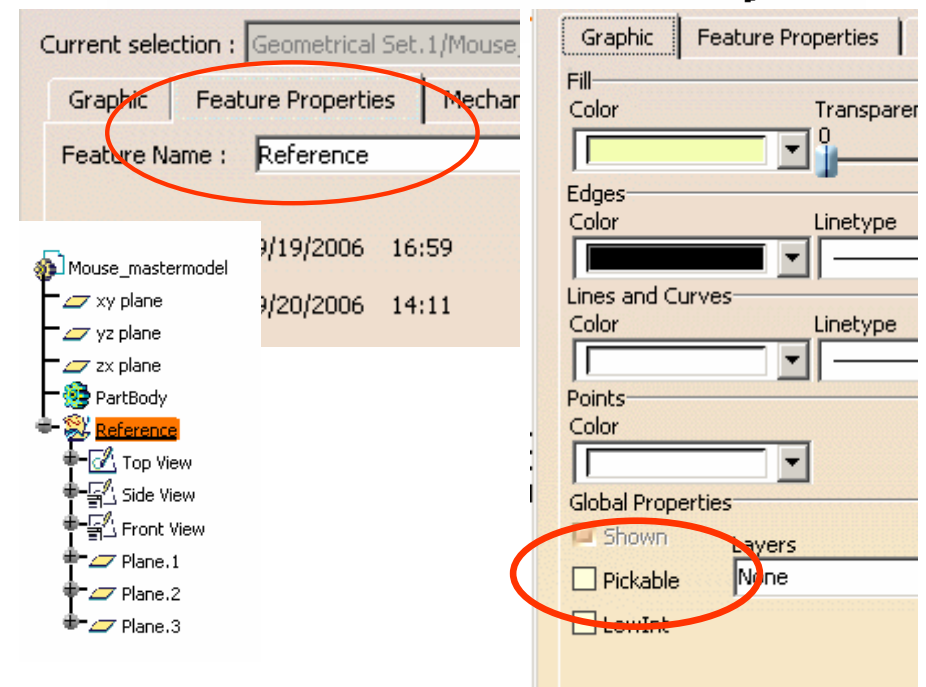 Current selection : Geometrical Set.1/Mouse_
Graphic Feature Properties Mechan
Feature Name : Reference
9/19/2006 16:59
9/20/2006 14:11
Mouse_mastermodel
xy plane
yz plane
zx plane
PartBody
Reference
Top View
Side View
Front View
Plane.1
Plane.2
Plane.3
Graphic Feature Properties
Fill
Color Transparen
0
Edges
Color Linetype
Lines and Curves
Color Linetype
Points
Color
Global Properties
Shown Layers
Pickable None
LowInt